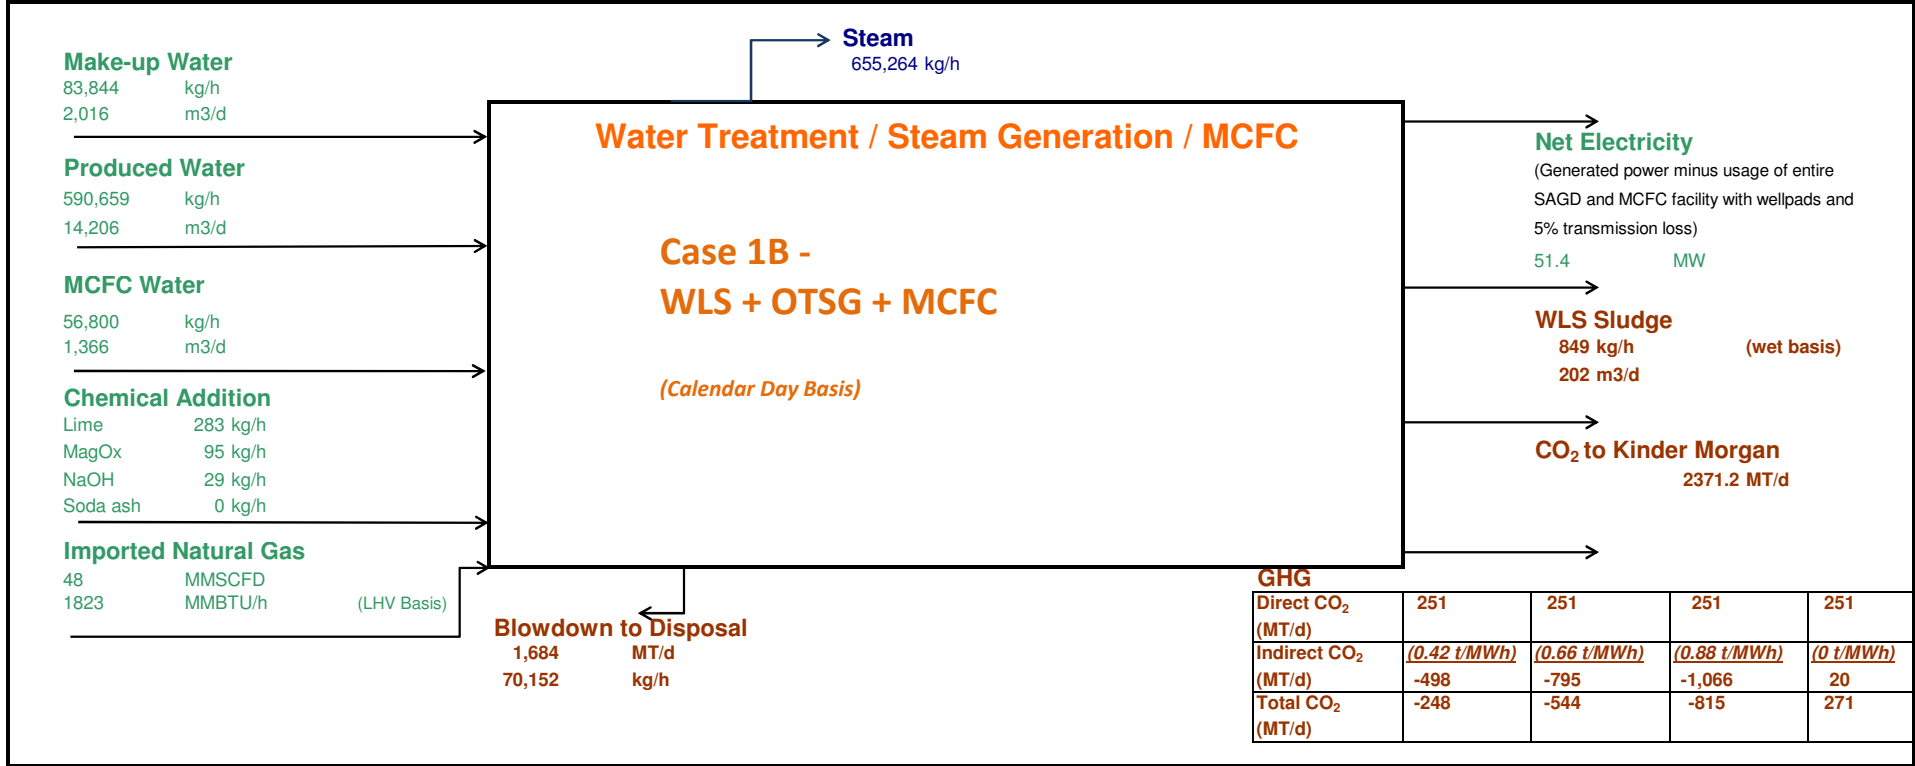 Steam
655,264 kg/h
Make-up Water
83,844 kg/h
2,016 m3/d
Produced Water
590,659 kg/h
14,206 m3/d
MCFC Water
56,800 kg/h
1,366 m3/d
Chemical Addition
Lime 283 kg/h
MagOx 95 kg/h
NaOH 29 kg/h
Soda ash 0 kg/h
Imported Natural Gas
48 MMSCFD
1823 MMBTU/h (LHV Basis)
Water Treatment / Steam Generation / MCFC
Case 1B -
WLS + OTSG + MCFC
(Calendar Day Basis)
Blowdown to Disposal
1,684 MT/d
70,152 kg/h
Net Electricity
(Generated power minus usage of entire
SAGD and MCFC facility with wellpads and
5% transmission loss)
51.4 MW
WLS Sludge
849 kg/h (wet basis)
202 m3/d
CO₂ to Kinder Morgan
2371.2 MT/d
GHG
Direct CO₂ 251 251 251 251
(MT/d)
Indirect CO₂ (0.42 t/MWh) (0.66 t/MWh) (0.88 t/MWh) (0 t/MWh)
(MT/d) -498 -795 -1,066 20
Total CO₂ -248 -544 -815 271
(MT/d)